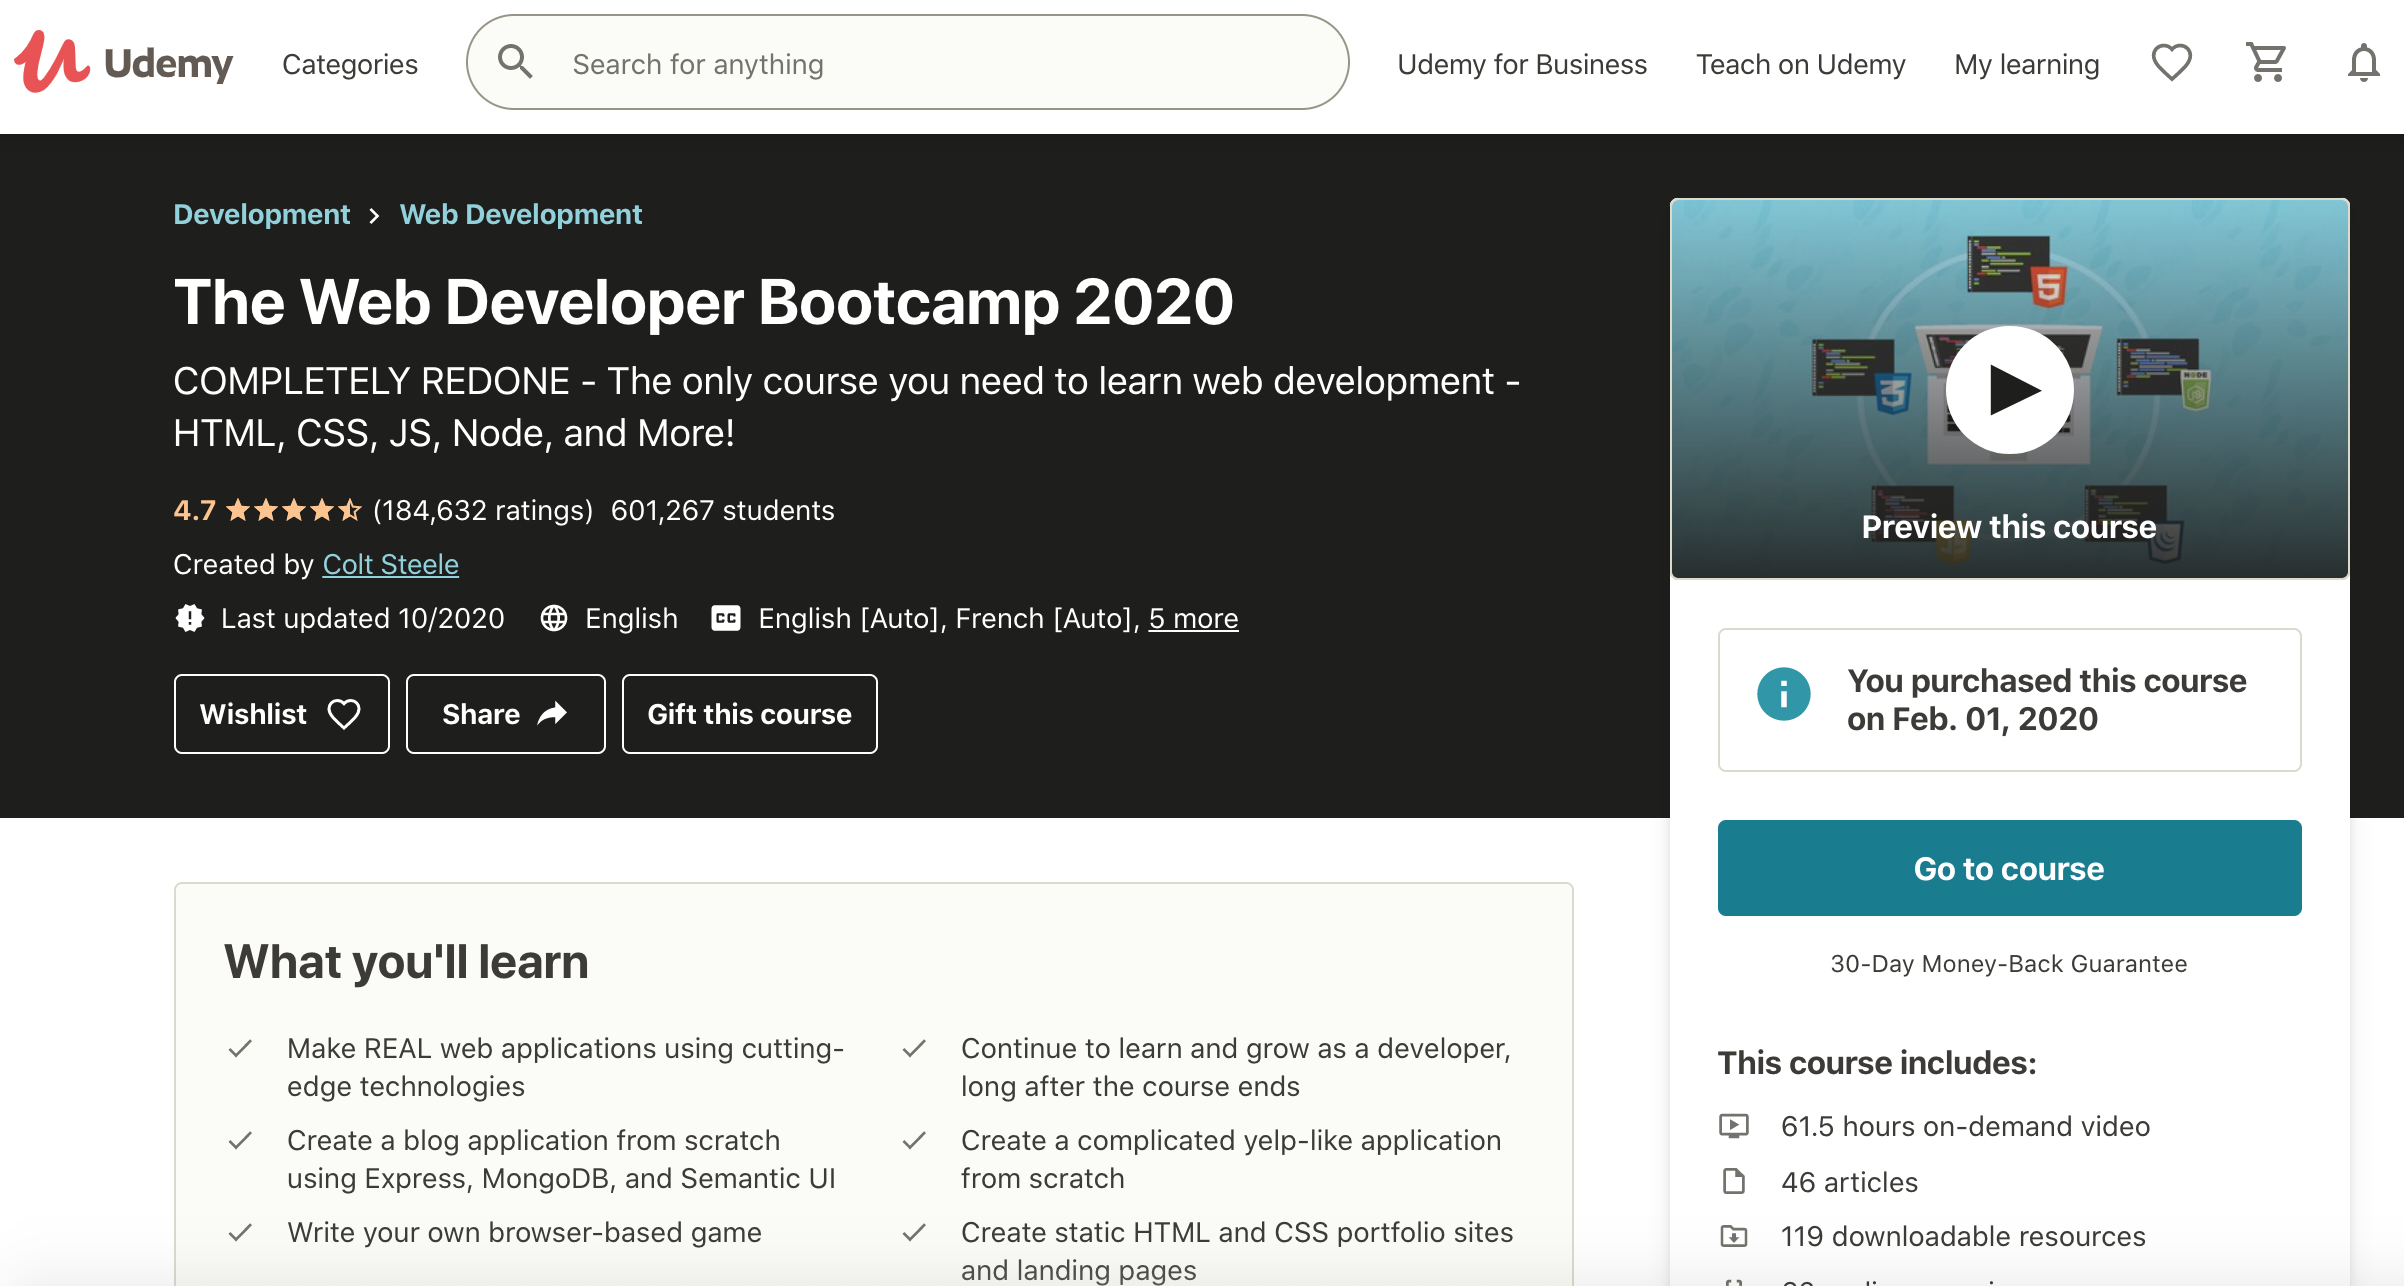 Udemy
Categories
Search for anything
Udemy for Business
Teach on Udemy
My learning
Development
Web Development
The Web Developer Bootcamp 2020
COMPLETELY REDONE - The only course you need to learn web development -
HTML, CSS, JS, Node, and More!
4.7 (184,632 ratings) 601,267 students
Created by Colt Steele
Last updated 10/2020 English CC English [Auto], French [Auto], 5 more
Wishlist
Share
Gift this course
5
3
NODE
Preview this course
You purchased this course
on Feb. 01, 2020
Go to course
30-Day Money-Back Guarantee
This course includes:
61.5 hours on-demand video
46 articles
119 downloadable resources
What you'll learn
Make REAL web applications using cutting-
edge technologies
Create a blog application from scratch
using Express, MongoDB, and Semantic UI
Write your own browser-based game
Continue to learn and grow as a developer,
long after the course ends
Create a complicated yelp-like application
from scratch
Create static HTML and CSS portfolio sites
and landing pages